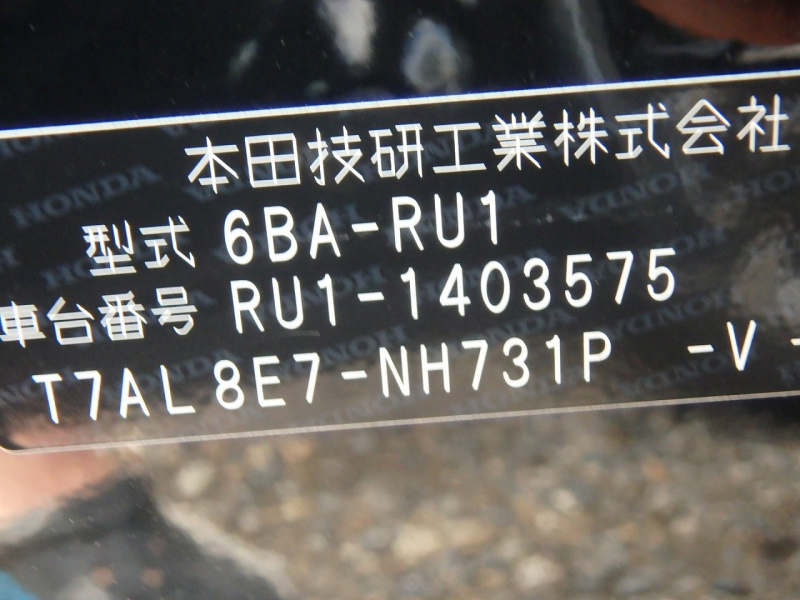 本田技研工業株式会社
型式 6BA-RU1
車台番号 RU1-1403575
T7AL8E7-NH731P -V -